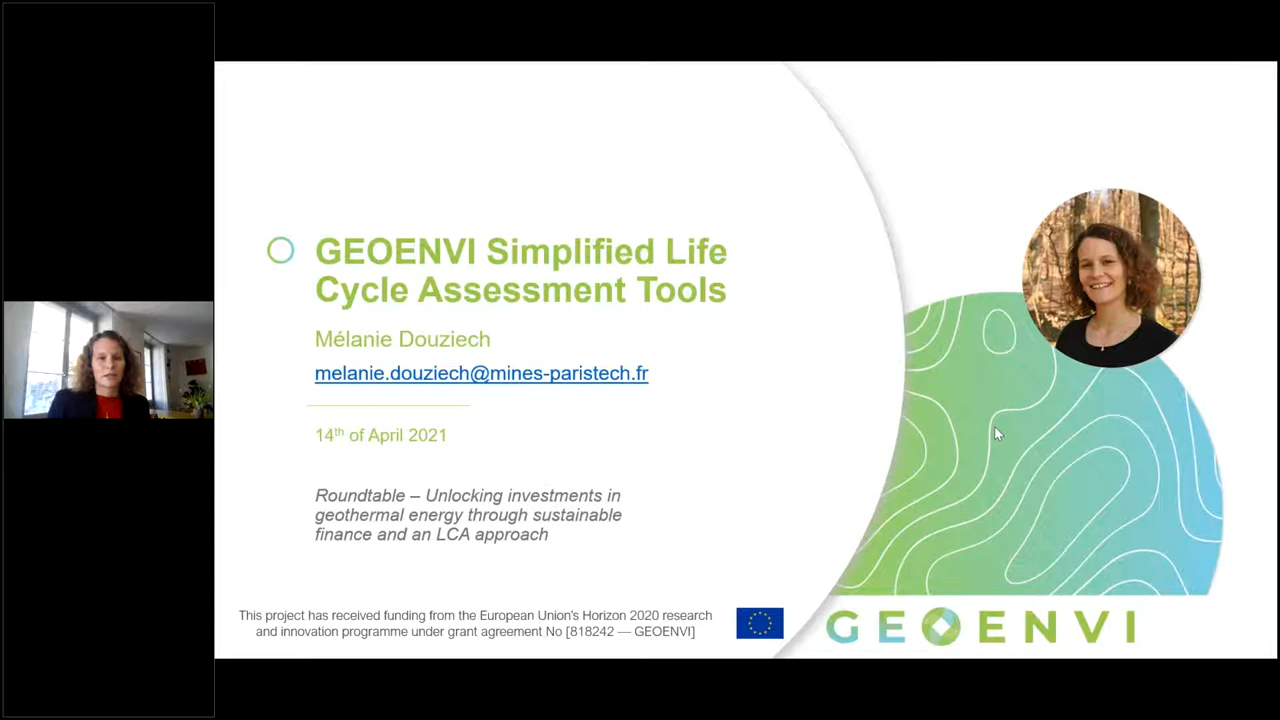 GEOENVI Simplified Life
Cycle Assessment Tools
Mélanie Douziech
melanie.douziech@mines-paristech.fr
14th of April 2021
Roundtable – Unlocking investments in
geothermal energy through sustainable
finance and an LCA approach
This project has received funding from the European Union's Horizon 2020 research
and innovation programme under grant agreement No [818242 — GEOENVI]
GEOENVI